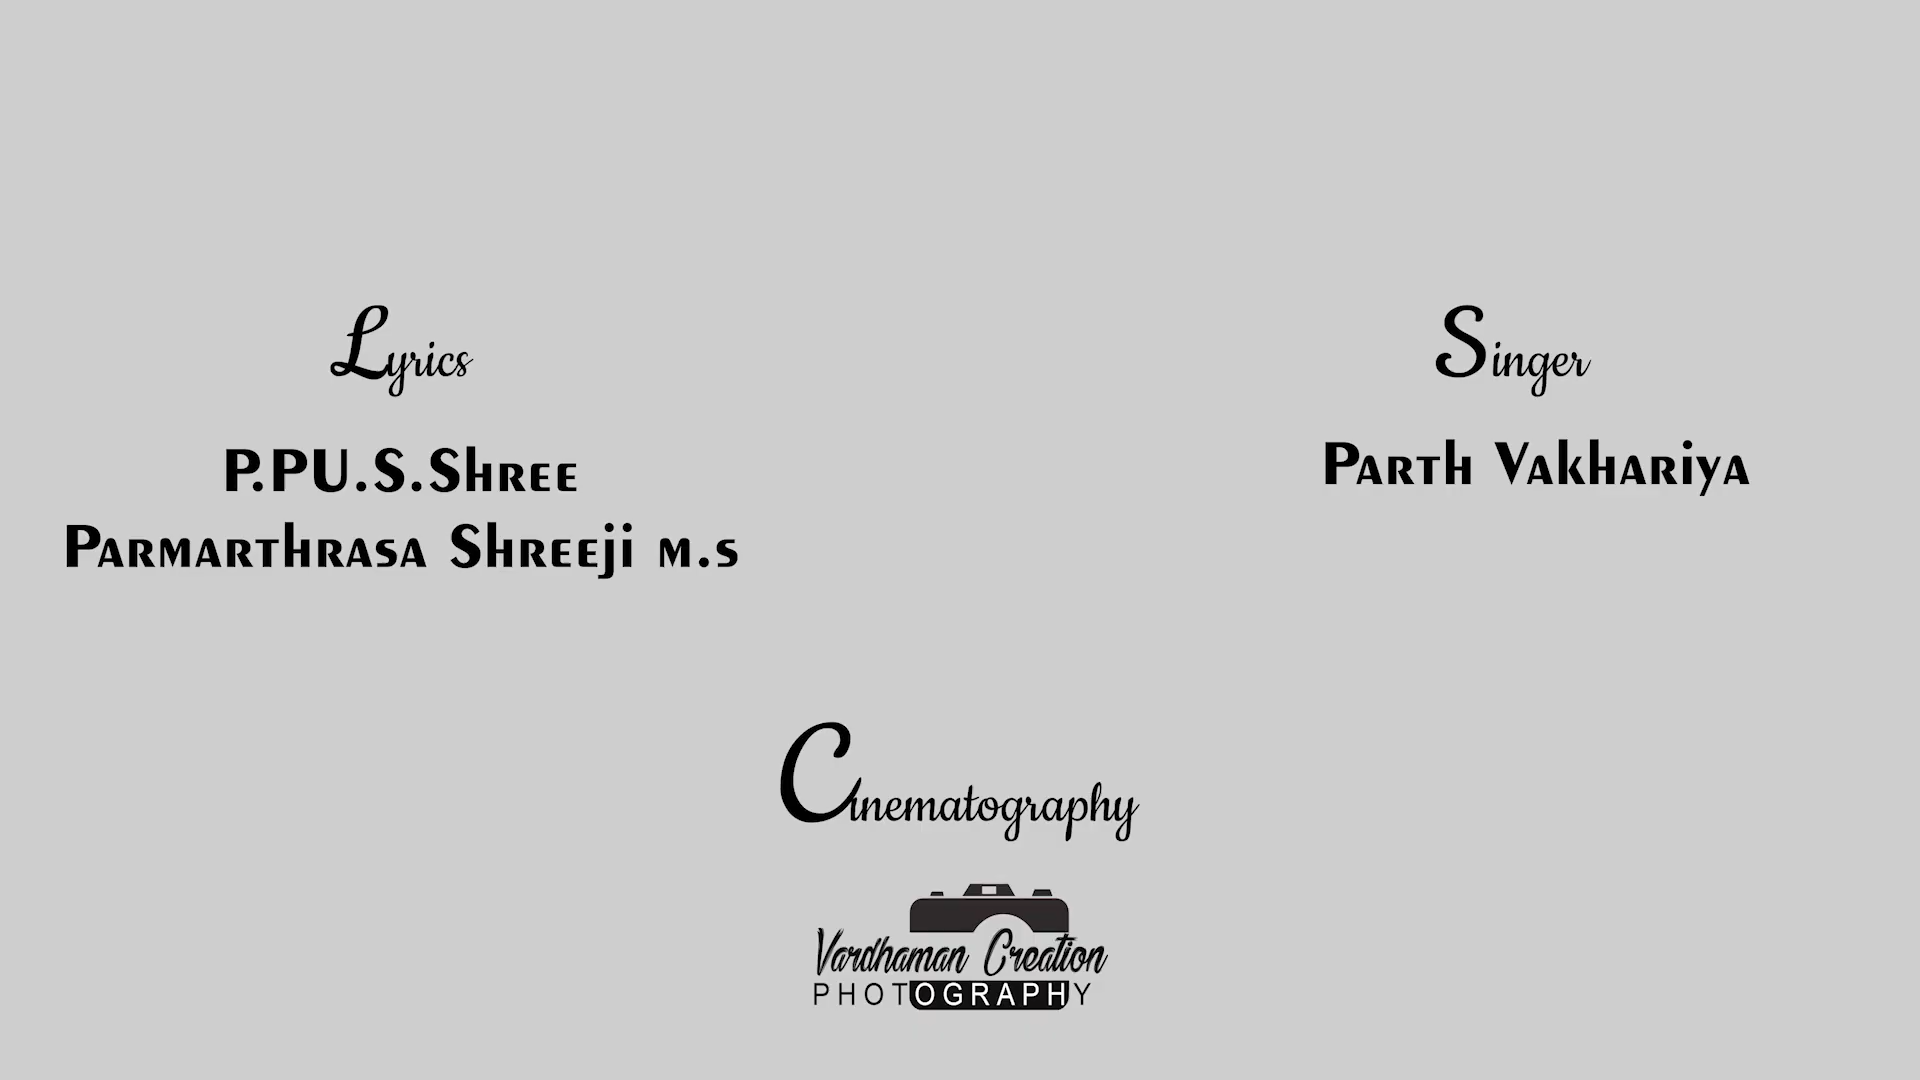 Lyrics
P.PU.S.Shree
Parmarthrasa Shreeji m.s
Singer
Parth Vakhariya
Cinematography
Vardhaman Creation
PHOTOGRAPHY